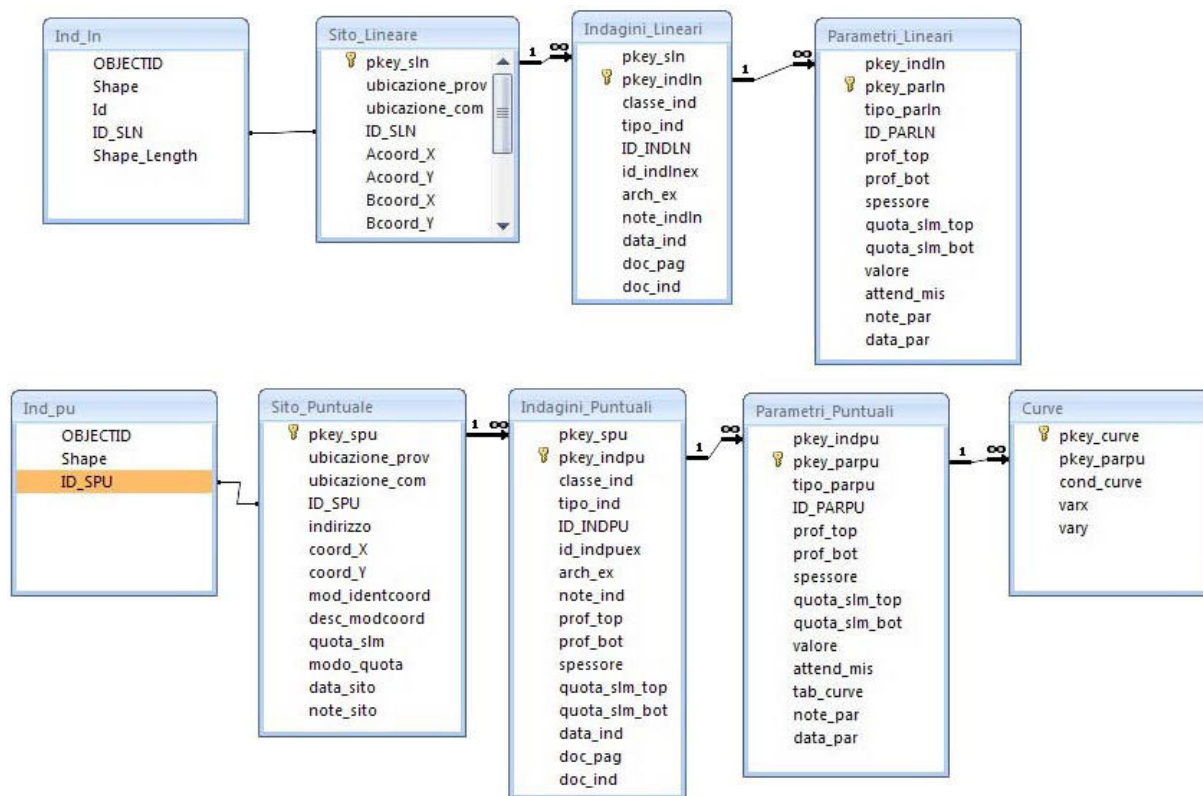 Ind_ln
OBJECTID
Shape
Id
ID_SLN
Shape_Length
Sito_Lineare
pkey_sln
ubicazione_prov
ubicazione_com
ID_SLN
Acoord_X
Acoord_Y
Bcoord_X
Bcoord_Y
1 ∞
Indagini_Lineari
pkey_sln
pkey_indln
classe_ind
tipo_ind
ID_INDLN
id_indlnex
arch_ex
note_indln
data_ind
doc_pag
doc_ind
1 ∞
Parametri_Lineari
pkey_indln
pkey_parln
tipo_parln
ID_PARLN
prof_top
prof_bot
spessore
quota_slm_top
quota_slm_bot
valore
attend_mis
note_par
data_par
Ind_pu
OBJECTID
Shape
ID_SPU
Sito_Puntuale
pkey_spu
ubicazione_prov
ubicazione_com
ID_SPU
indirizzo
coord_X
coord_Y
mod_identcoord
desc_modcoord
quota_slm
modo_quota
data_sito
note_sito
1 ∞
Indagini_Puntuali
pkey_spu
pkey_indpu
classe_ind
tipo_ind
ID_INDPU
id_indpuex
arch_ex
note_ind
prof_top
prof_bot
spessore
quota_slm_top
quota_slm_bot
data_ind
doc_pag
doc_ind
1 ∞
Parametri_Puntuali
pkey_indpu
pkey_parpu
tipo_parpu
ID_PARPU
prof_top
prof_bot
spessore
quota_slm_top
quota_slm_bot
valore
attend_mis
tab_curve
note_par
data_par
1 ∞
Curve
pkey_curve
pkey_parpu
cond_curve
varx
vary